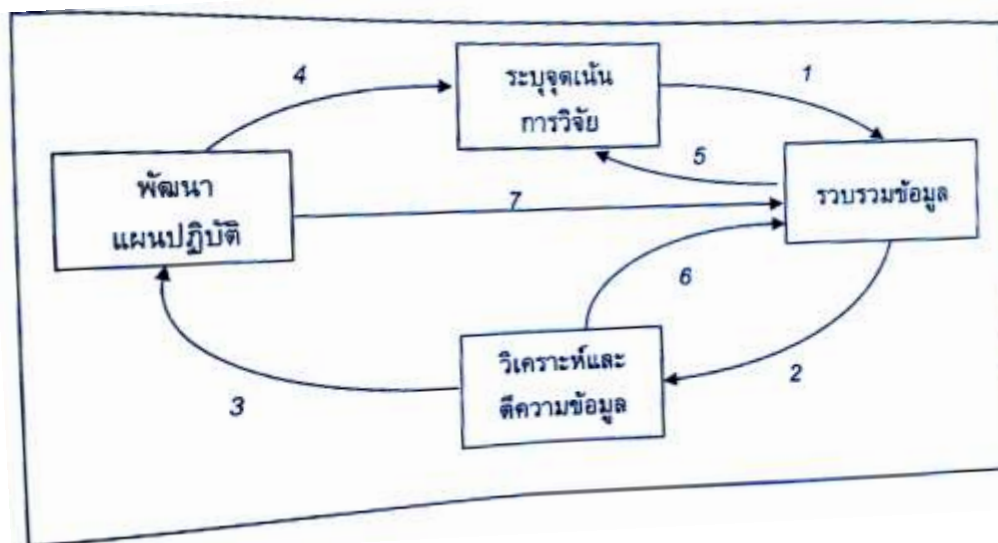 4
ระบุจุดเน้น
การวิจัย
1
5
พัฒนา
แผนปฏิบัติ
7
รวบรวมข้อมูล
6
วิเคราะห์และ
ตีความข้อมูล
2
3